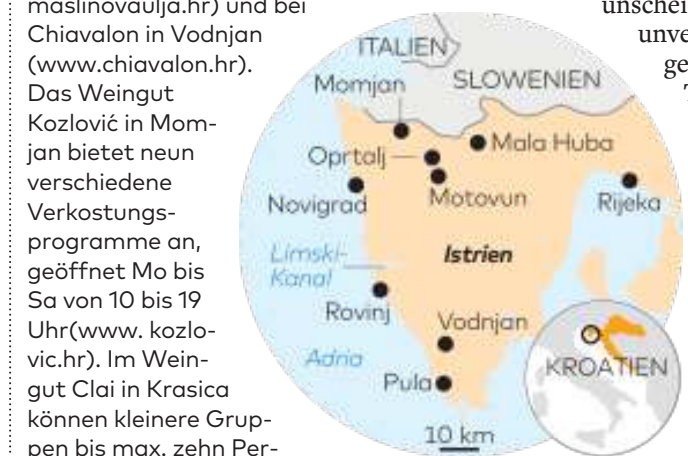 maslinovaulja.hr) und bei
Chiavalon in Vodnjan
(www.chiavalon.hr).
Das Weingut
Kozlović in Mom-
jan bietet neun
verschiedene
Verkostungs-
programme an,
geöffnet Mo bis
Sa von 10 bis 19
Uhr(www. kozlo-
vic.hr). Im Wein-
gut Clai in Krasica
können kleinere Grup-
pen bis max. zehn Per-
ITALIEN
SLOWENIEN
Momjan
Mala Huba
Oprtalj
Motovun
Novigrad
Rijeka
Limski-
Kanal
Istrien
Rovinj
Vodnjan
Adria
Pula
KROATIEN
10 km